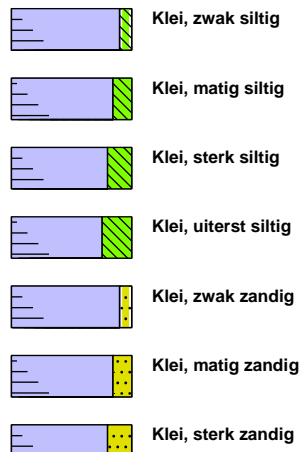 Klei, zwak siltig
Klei, matig siltig
Klei, sterk siltig
Klei, uiterst siltig
Klei, zwak zandig
Klei, matig zandig
Klei, sterk zandig